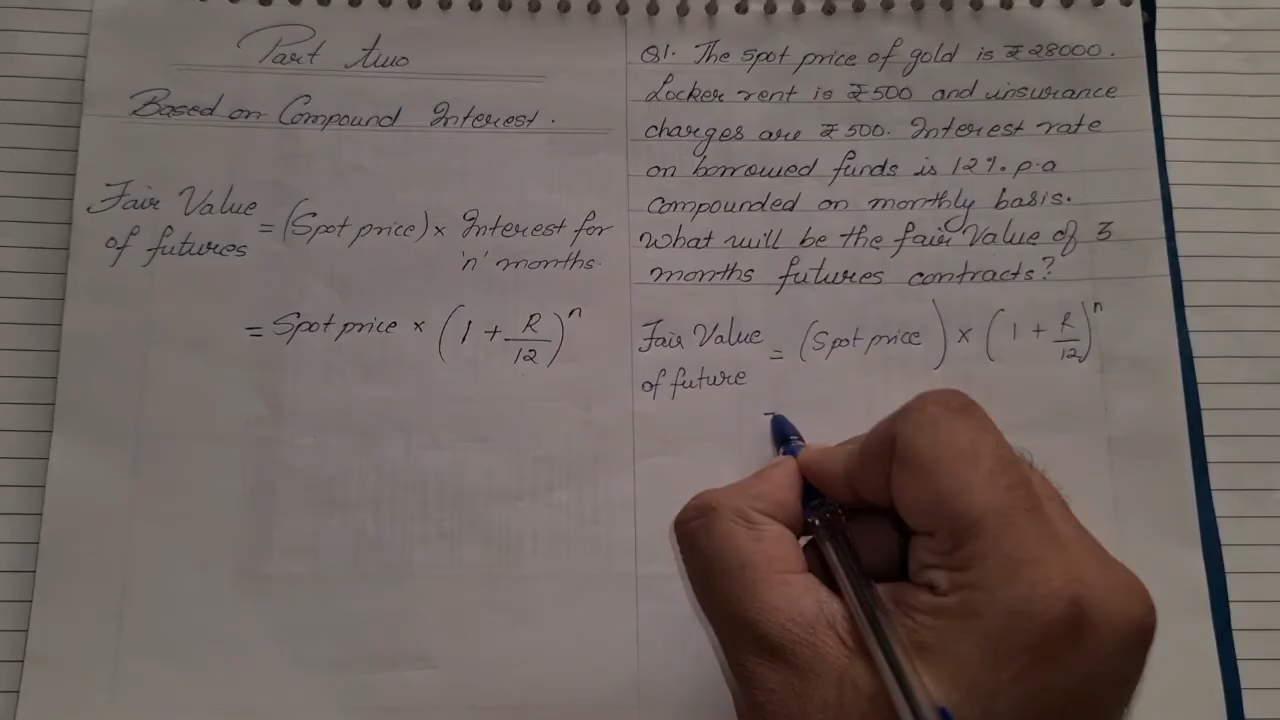 Part two
Based on Compound Interest.
Fair Value of futures = (Spot price) × Interest for 'n' months.
= Spot price × (1 + R/12)^n
Q1. The spot price of gold is ₹28000.
Locker rent is ₹500 and insurance
charges are ₹500. Interest rate
on borrowed funds is 12% p.a
compounded on monthly basis.
What will be the fair Value of 3
months futures contracts?
Fair Value of future = (Spot price) × (1 + R/12)^n